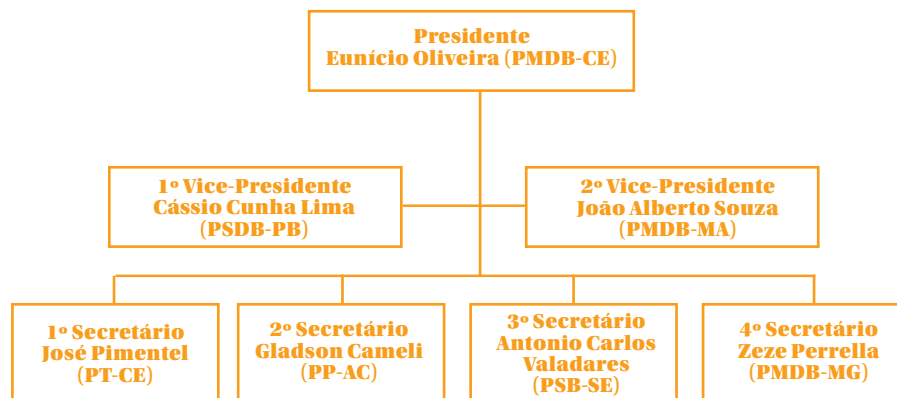 Presidente
Eunício Oliveira (PMDB-CE)
1º Vice-Presidente
Cássio Cunha Lima
(PSDB-PB)
2º Vice-Presidente
João Alberto Souza
(PMDB-MA)
1º Secretário
José Pimentel
(PT-CE)
2º Secretário
Gladson Cameli
(PP-AC)
3º Secretário
Antonio Carlos
Valadares
(PSB-SE)
4º Secretário
Zeze Perrella
(PMDB-MG)